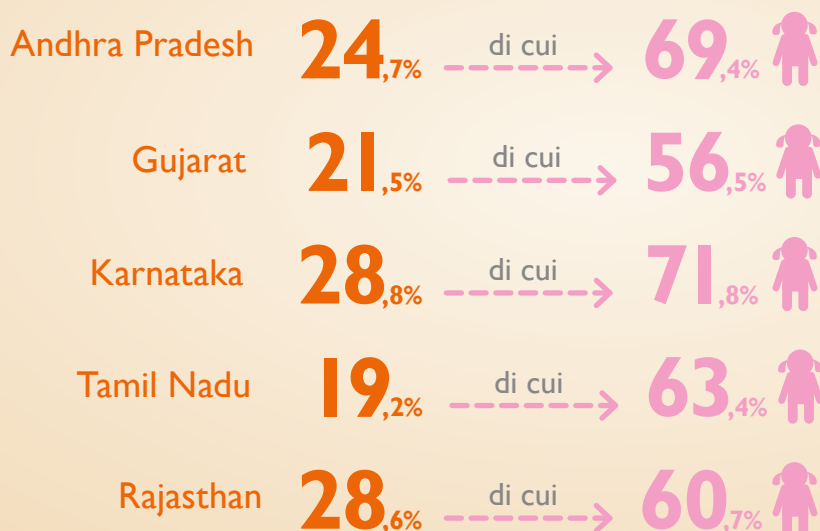 Andhra Pradesh 24,7% di cui 69,4%
Gujarat 21,5% di cui 56,5%
Karnataka 28,8% di cui 71,8%
Tamil Nadu 19,2% di cui 63,4%
Rajasthan 28,6% di cui 60,7%